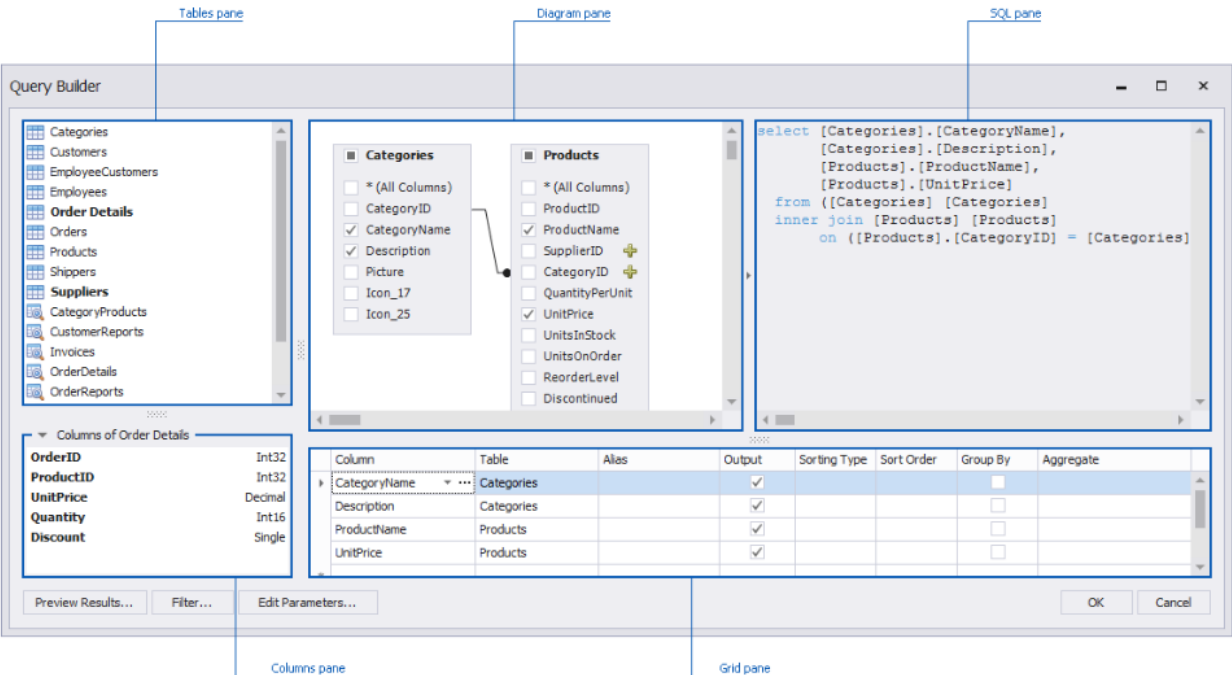 Tables pane
Diagram pane
SQL pane
Query Builder
Categories
Customers
EmployeeCustomers
Employees
Order Details
Orders
Products
Shippers
Suppliers
CategoryProducts
CustomerReports
Invoices
OrderDetails
OrderReports
Categories
* (All Columns)
CategoryID
CategoryName
Description
Picture
Icon_17
Icon_25
Products
* (All Columns)
ProductID
ProductName
SupplierID
CategoryID
QuantityPerUnit
UnitPrice
UnitsInStock
UnitsOnOrder
ReorderLevel
Discontinued
select [Categories].[CategoryName],
[Categories].[Description],
[Products].[ProductName],
[Products].[UnitPrice]
from ([Categories] [Categories]
inner join [Products] [Products]
on ([Products].[CategoryID] = [Categories]
Columns of Order Details
OrderID Int32
ProductID Int32
UnitPrice Decimal
Quantity Int16
Discount Single
Column Table Alias Output Sorting Type Sort Order Group By Aggregate
CategoryName ... Categories
Description Categories
ProductName Products
UnitPrice Products
Preview Results... Filter... Edit Parameters... OK Cancel
Columns pane
Grid pane